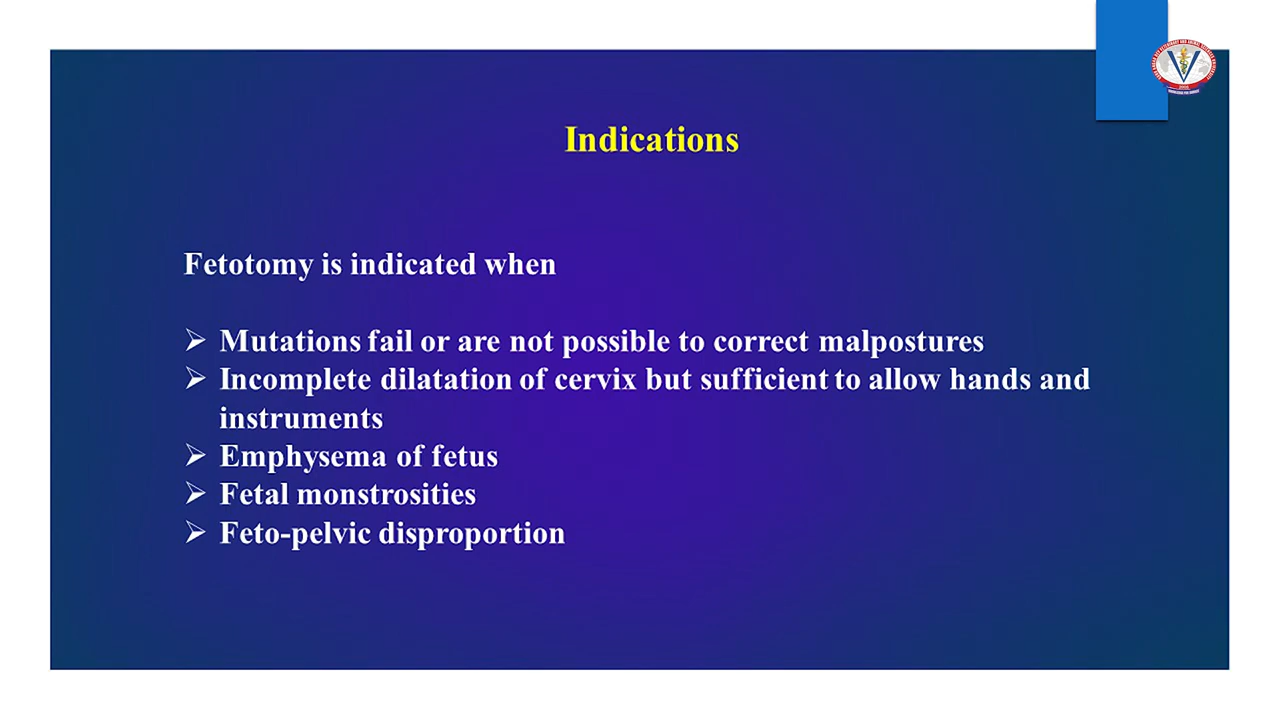 Indications
Fetotomy is indicated when
➢ Mutations fail or are not possible to correct malpostures
➢ Incomplete dilatation of cervix but sufficient to allow hands and
instruments
➢ Emphysema of fetus
➢ Fetal monstrosities
➢ Feto-pelvic disproportion